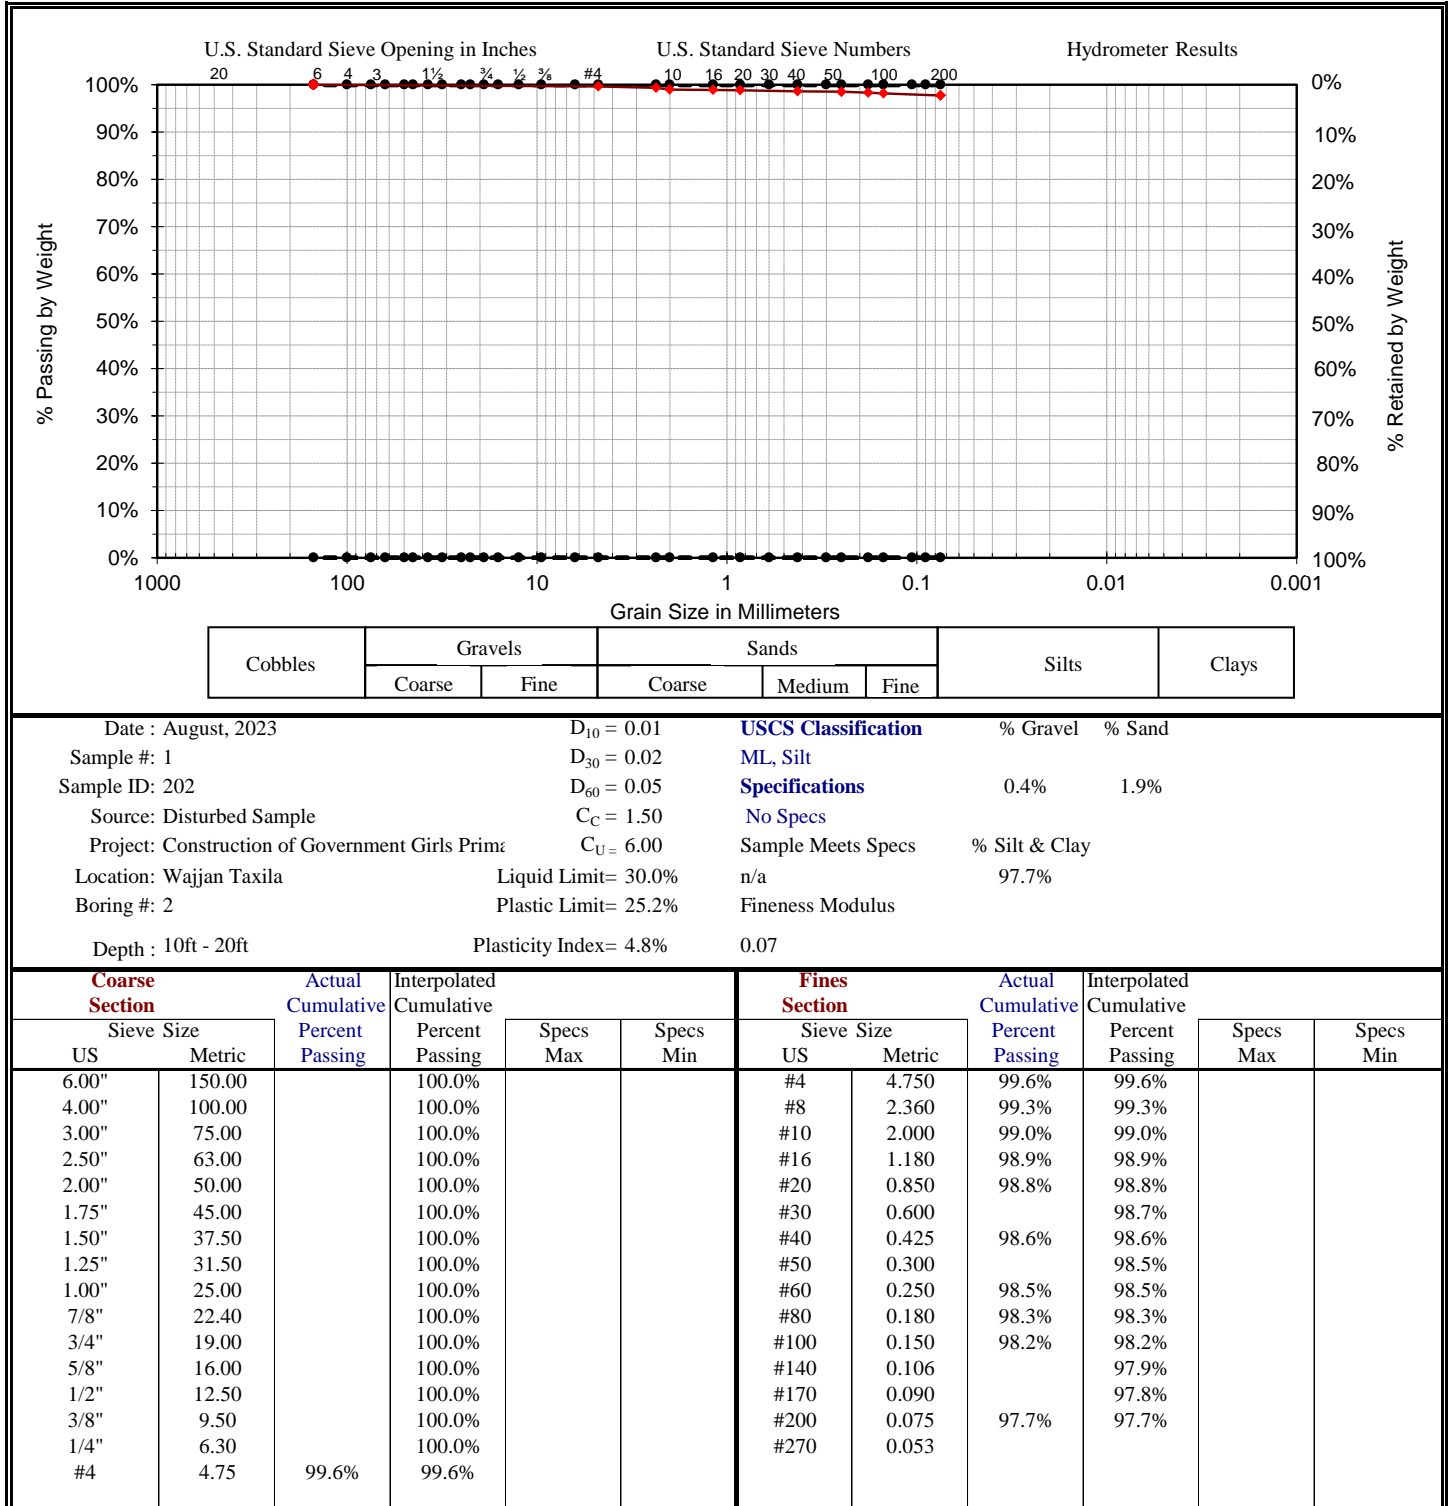 U.S. Standard Sieve Opening in Inches U.S. Standard Sieve Numbers Hydrometer Results
20 6 4 3 1½ ¾ ½ ⅜ #4 10 16 20 30 40 50 100 200
100% 0%
90% 10%
80% 20%
70% 30%
60% 40%
50% 50%
40% 60%
30% 70%
20% 80%
10% 90%
0% 100%
% Passing by Weight
% Retained by Weight
1000 100 10 1 0.1 0.01 0.001
Grain Size in Millimeters
Cobbles Gravels Sands Silts Clays
Coarse Fine Coarse Medium Fine
Date : August, 2023 D10 = 0.01 USCS Classification % Gravel % Sand
Sample #: 1 D30 = 0.02 ML, Silt
Sample ID: 202 D60 = 0.05 Specifications 0.4% 1.9%
Source: Disturbed Sample CC = 1.50 No Specs
Project: Construction of Government Girls Prima CU = 6.00 Sample Meets Specs % Silt & Clay
Location: Wajjan Taxila Liquid Limit= 30.0% n/a 97.7%
Boring #: 2 Plastic Limit= 25.2% Fineness Modulus
Depth : 10ft - 20ft Plasticity Index= 4.8% 0.07
Coarse Actual Interpolated Fines Actual Interpolated
Section Cumulative Cumulative Section Cumulative Cumulative
Sieve Size Percent Percent Specs Specs Sieve Size Percent Percent Specs Specs
US Metric Passing Passing Max Min US Metric Passing Passing Max Min
6.00" 150.00 100.0% #4 4.750 99.6% 99.6%
4.00" 100.00 100.0% #8 2.360 99.3% 99.3%
3.00" 75.00 100.0% #10 2.000 99.0% 99.0%
2.50" 63.00 100.0% #16 1.180 98.9% 98.9%
2.00" 50.00 100.0% #20 0.850 98.8% 98.8%
1.75" 45.00 100.0% #30 0.600 98.7%
1.50" 37.50 100.0% #40 0.425 98.6% 98.6%
1.25" 31.50 100.0% #50 0.300 98.5%
1.00" 25.00 100.0% #60 0.250 98.5% 98.5%
7/8" 22.40 100.0% #80 0.180 98.3% 98.3%
3/4" 19.00 100.0% #100 0.150 98.2% 98.2%
5/8" 16.00 100.0% #140 0.106 97.9%
1/2" 12.50 100.0% #170 0.090 97.8%
3/8" 9.50 100.0% #200 0.075 97.7% 97.7%
1/4" 6.30 100.0% #270 0.053
#4 4.75 99.6% 99.6%